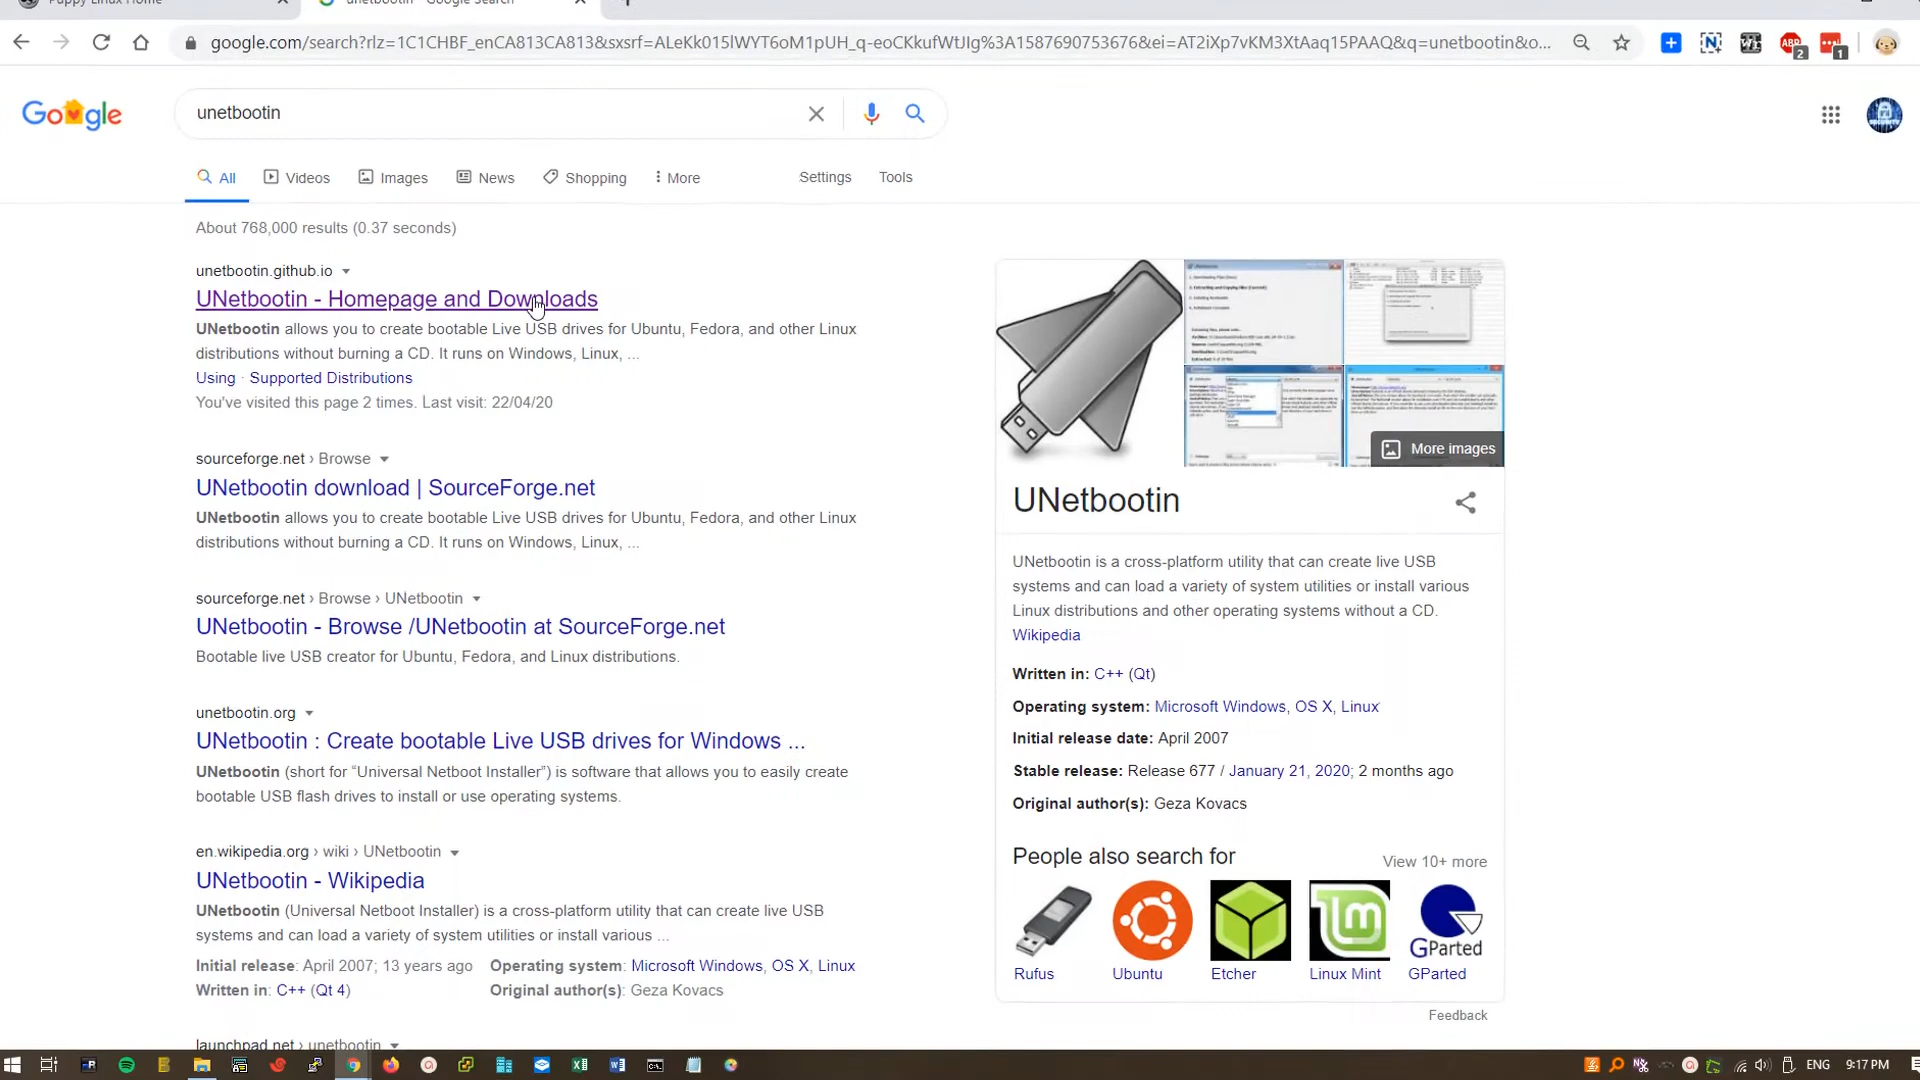 Puppy Linux Home
unetbootin - Google Search
google.com/search?rlz=1C1CHBF_enCA813CA813&sxsrf=ALeKk015lWYT6oM1pUH_q-eoCKkufWtJIg%3A1587690753676&ei=AT2iXp7vKM3XtAaq15PAAQ&q=unetbootin&o...
ABP
2
1
Google
unetbootin
All
Videos
Images
News
Shopping
More
Settings
Tools
About 768,000 results (0.37 seconds)
unetbootin.github.io
UNetbootin - Homepage and Downloads
UNetbootin allows you to create bootable Live USB drives for Ubuntu, Fedora, and other Linux
distributions without burning a CD. It runs on Windows, Linux, ...
Using · Supported Distributions
You've visited this page 2 times. Last visit: 22/04/20
sourceforge.net › Browse
UNetbootin download | SourceForge.net
UNetbootin allows you to create bootable Live USB drives for Ubuntu, Fedora, and other Linux
distributions without burning a CD. It runs on Windows, Linux, ...
sourceforge.net › Browse › UNetbootin
UNetbootin - Browse /UNetbootin at SourceForge.net
Bootable live USB creator for Ubuntu, Fedora, and Linux distributions.
unetbootin.org
UNetbootin : Create bootable Live USB drives for Windows ...
UNetbootin (short for “Universal Netboot Installer”) is software that allows you to easily create
bootable USB flash drives to install or use operating systems.
en.wikipedia.org › wiki › UNetbootin
UNetbootin - Wikipedia
UNetbootin (Universal Netboot Installer) is a cross-platform utility that can create live USB
systems and can load a variety of system utilities or install various ...
Initial release: April 2007; 13 years ago
Operating system: Microsoft Windows, OS X, Linux
Written in: C++ (Qt 4)
Original author(s): Geza Kovacs
launchpad.net › unetbootin
More images
UNetbootin
UNetbootin is a cross-platform utility that can create live USB
systems and can load a variety of system utilities or install various
Linux distributions and other operating systems without a CD.
Wikipedia
Written in: C++ (Qt)
Operating system: Microsoft Windows, OS X, Linux
Initial release date: April 2007
Stable release: Release 677 / January 21, 2020; 2 months ago
Original author(s): Geza Kovacs
People also search for
View 10+ more
GParted
Rufus
Ubuntu
Etcher
Linux Mint
GParted
Feedback
ENG
9:17 PM